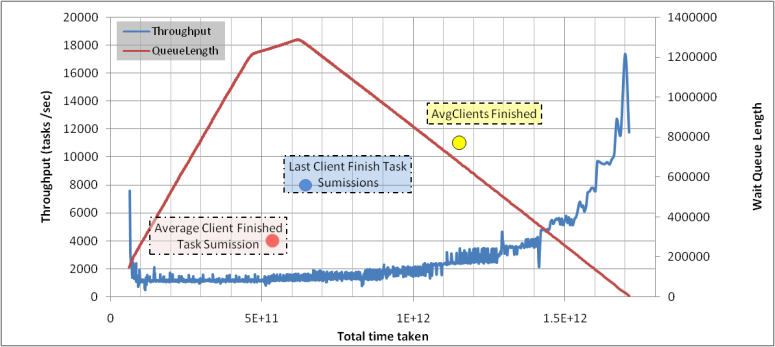 20000
18000
16000
14000
12000
10000
8000
6000
4000
2000
0
Throughput (tasks /sec)
Throughput
QueueLength
AvgClients Finished
Last Client Finish Task
Sumissions
Average Client Finished
Task Sumission
1400000
1200000
1000000
800000
600000
400000
200000
0
Wait Queue Length
0 5E+11 1E+12 1.5E+12
Total time taken